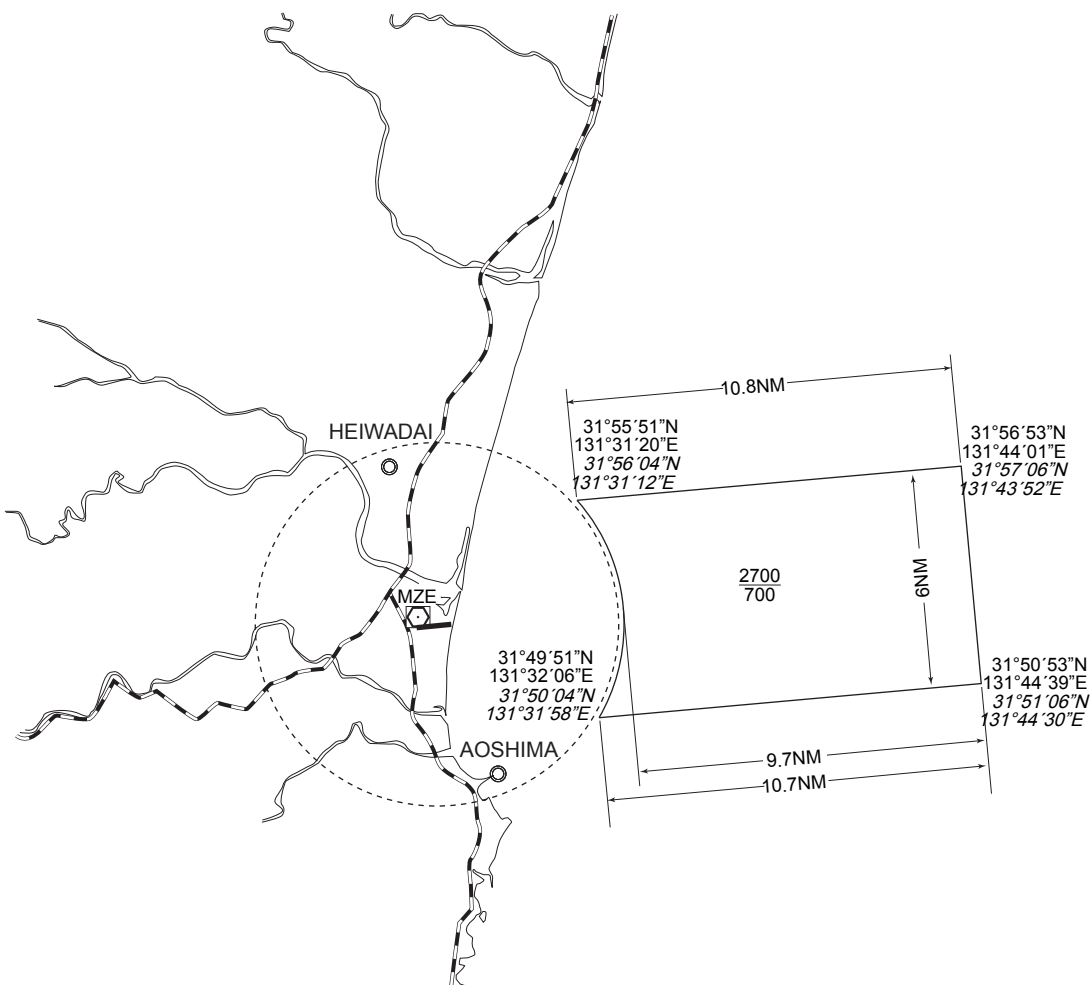 10.8NM
31°55´51”N
131°31´20”E
31°56´04”N
131°31´12”E
31°56´53”N
131°44´01”E
31°57´06”N
131°43´52”E
HEIWADAI
2700
700
6NM
MZE
31°49´51”N
132°32´06”E
31°50´04”N
131°31´58”E
31°50´53”N
131°44´39”E
31°51´06”N
131°44´30”E
AOSHIMA
9.7NM
10.7NM